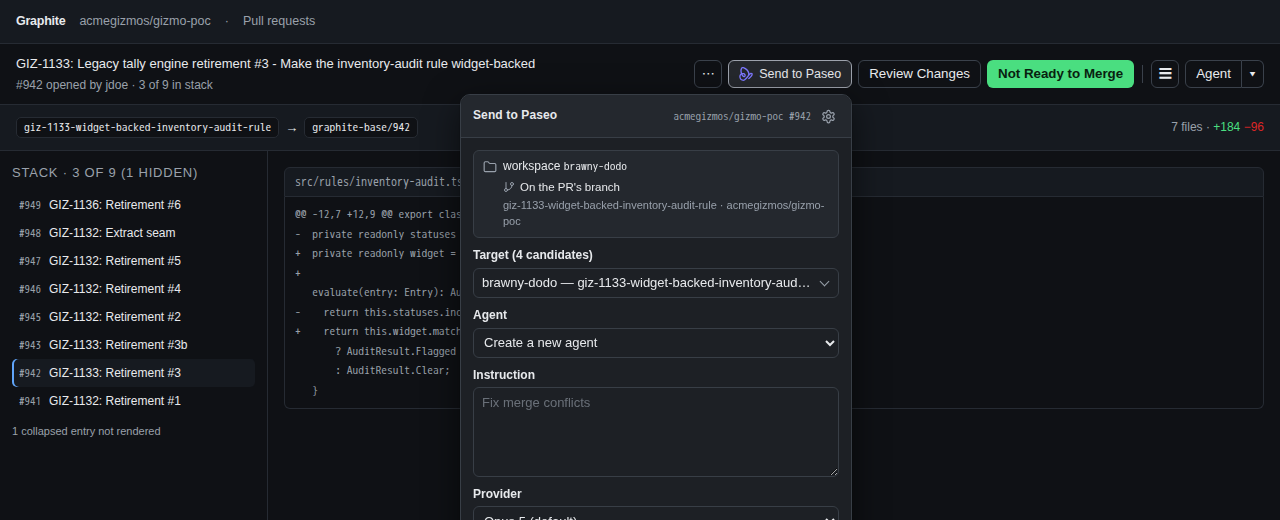 Graphite acmegizmos/gizmo-poc · Pull requests
GIZ-1133: Legacy tally engine retirement #3 - Make the inventory-audit rule widget-backed
#942 opened by jdoe · 3 of 9 in stack
··· Send to Paseo Review Changes Not Ready to Merge Agent
giz-1133-widget-backed-inventory-audit-rule → graphite-base/942
7 files · +184 −96
STACK · 3 OF 9 (1 HIDDEN)
#949 GIZ-1136: Retirement #6
#948 GIZ-1132: Extract seam
#947 GIZ-1132: Retirement #5
#946 GIZ-1132: Retirement #4
#945 GIZ-1132: Retirement #2
#943 GIZ-1133: Retirement #3b
#942 GIZ-1133: Retirement #3
#941 GIZ-1132: Retirement #1
1 collapsed entry not rendered
src/rules/inventory-audit.ts
@@ -12,7 +12,9 @@ export clas
- private readonly statuses
+ private readonly widget =
+
evaluate(entry: Entry): Au
- return this.statuses.inc
+ return this.widget.match
? AuditResult.Flagged
: AuditResult.Clear;
}
Send to Paseo acmegizmos/gizmo-poc #942
workspace brawny-dodo
On the PR's branch
giz-1133-widget-backed-inventory-audit-rule · acmegizmos/gizmo-
poc
Target (4 candidates)
brawny-dodo — giz-1133-widget-backed-inventory-aud…
Agent
Create a new agent
Instruction
Fix merge conflicts
Provider
Opus 5 (default)